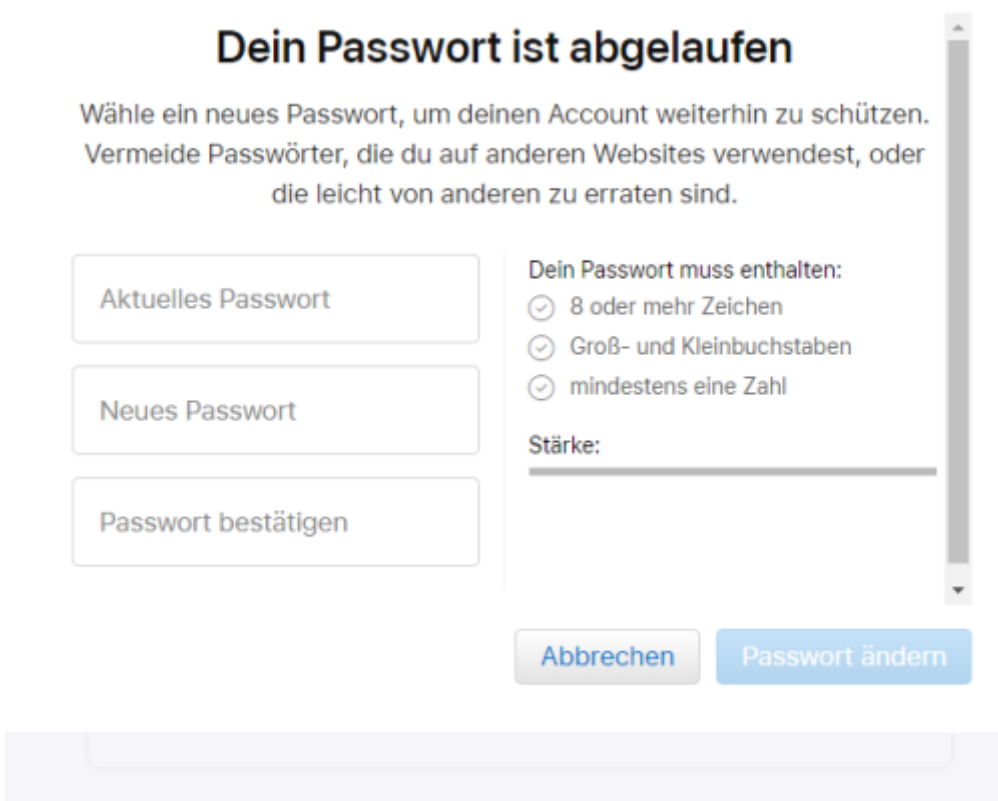 Dein Passwort ist abgelaufen
Wähle ein neues Passwort, um deinen Account weiterhin zu schützen.
Vermeide Passwörter, die du auf anderen Websites verwendest, oder
die leicht von anderen zu erraten sind.
Aktuelles Passwort
Neues Passwort
Passwort bestätigen
Dein Passwort muss enthalten:
8 oder mehr Zeichen
Groß- und Kleinbuchstaben
mindestens eine Zahl
Stärke:
Abbrechen
Passwort ändern